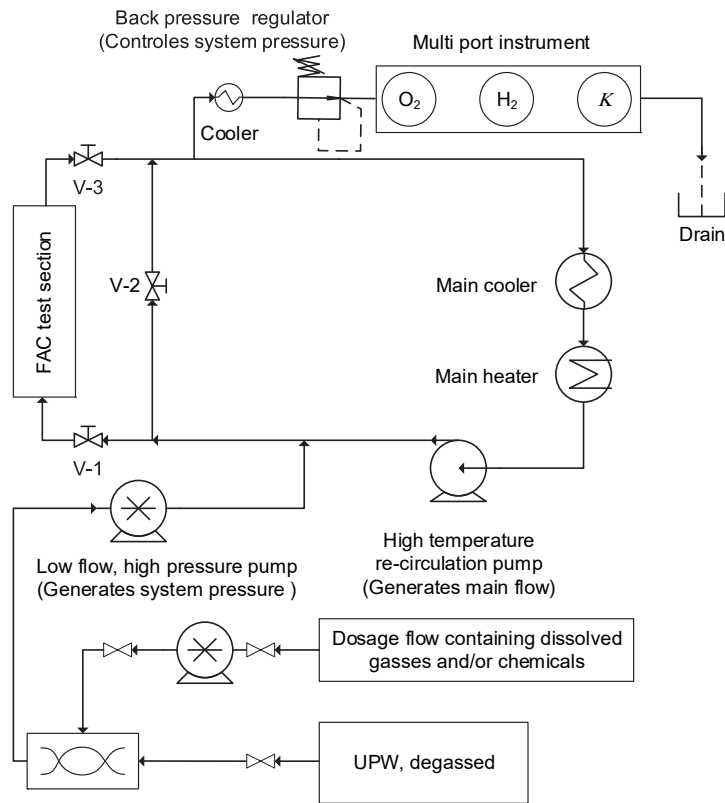 Back pressure regulator
(Controles system pressure)
Multi port instrument
O₂
H₂
K
Cooler
V-3
Drain
V-2
FAC test section
Main cooler
Main heater
V-1
Low flow, high pressure pump
(Generates system pressure )
High temperature
re-circulation pump
(Generates main flow)
Dosage flow containing dissolved
gasses and/or chemicals
UPW, degassed